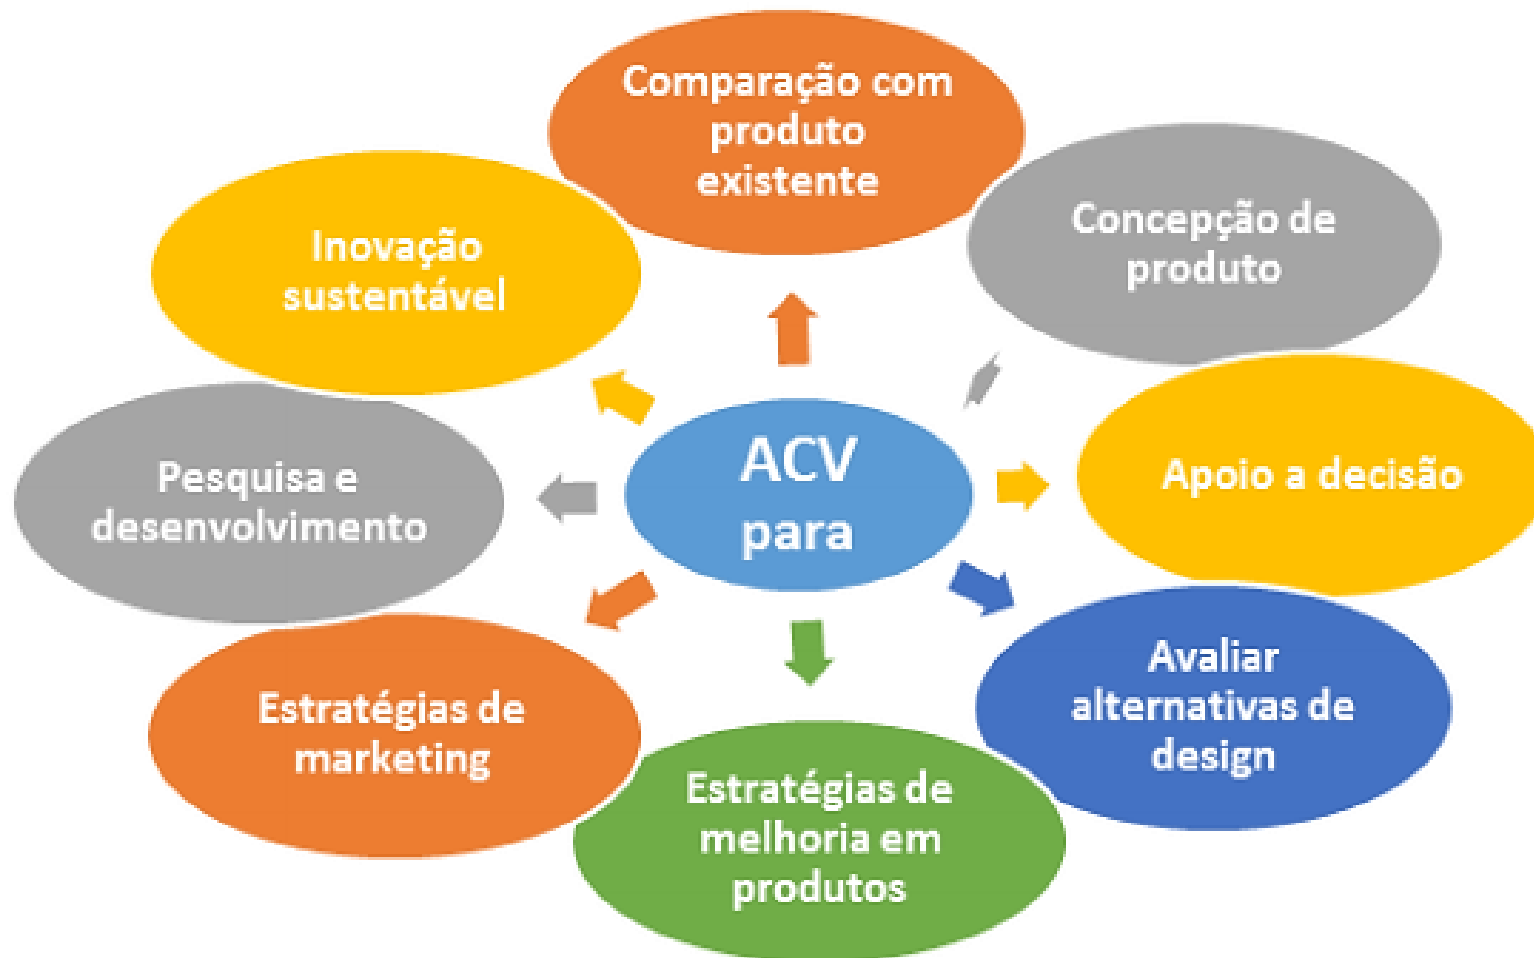 Comparação com
produto
existente
Concepção de
produto
Apoio a decisão
Avaliar
alternativas de
design
Estratégias de
melhoria em
produtos
Estratégias de
marketing
Pesquisa e
desenvolvimento
Inovação
sustentável
ACV
para